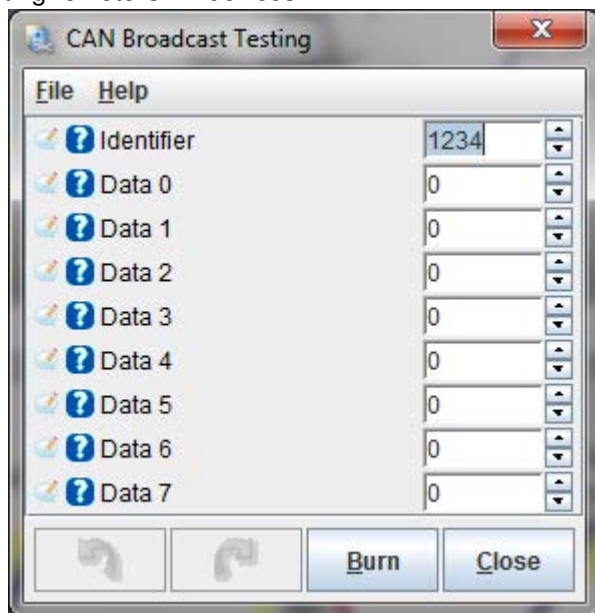 CAN Broadcast Testing
File Help
Identifier 1234
Data 0 0
Data 1 0
Data 2 0
Data 3 0
Data 4 0
Data 5 0
Data 6 0
Data 7 0
Burn Close